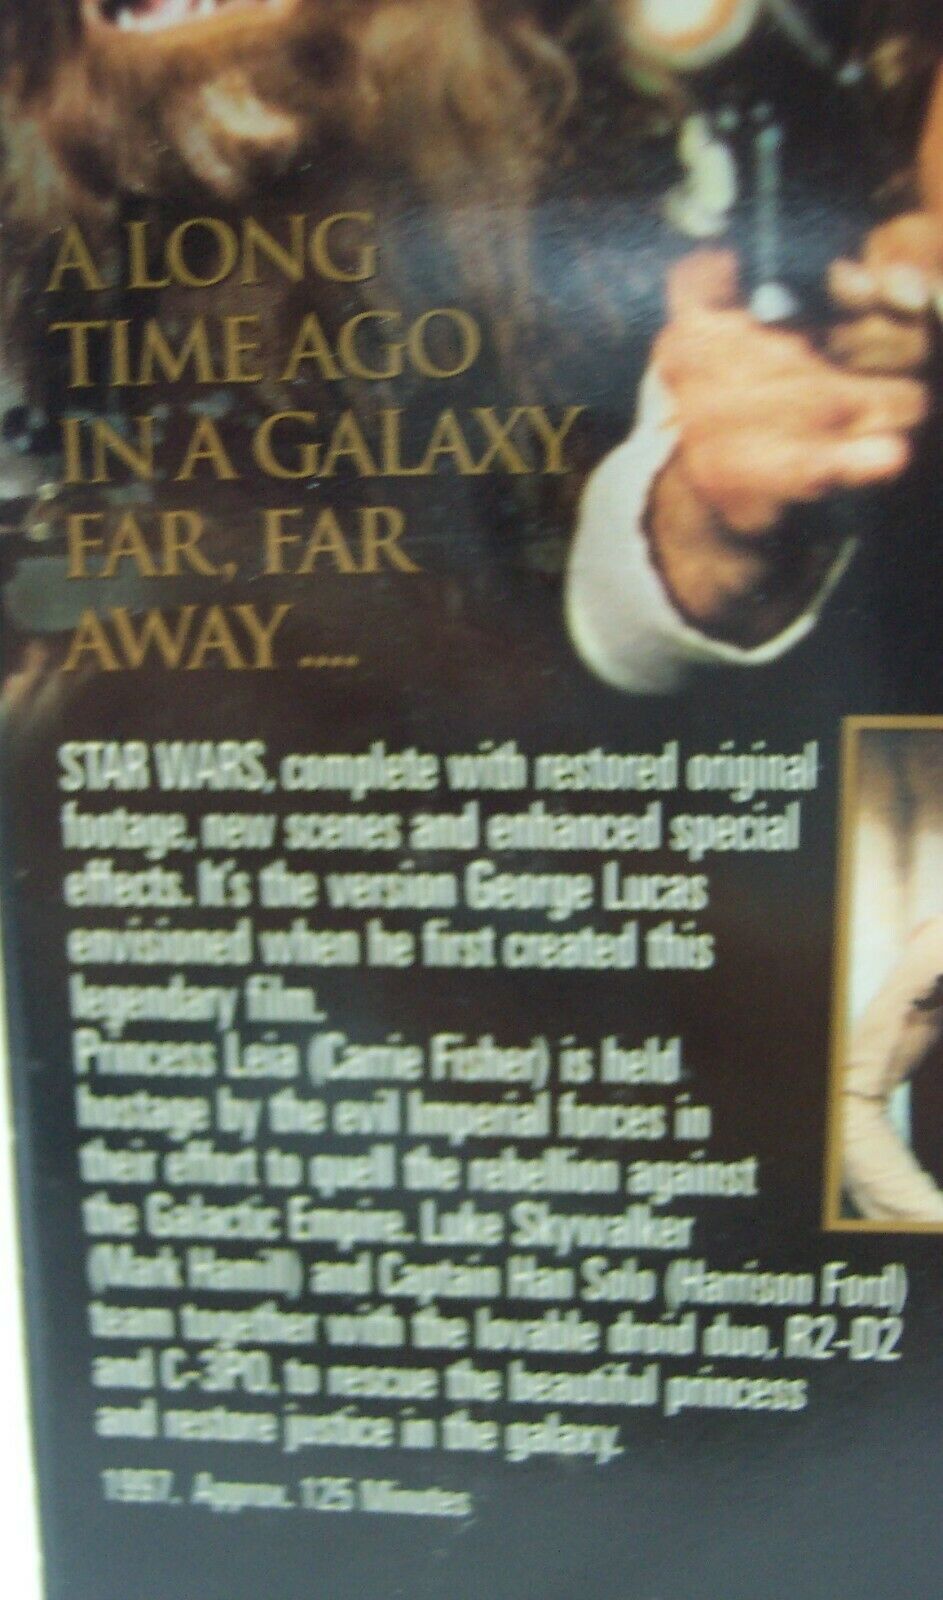 A LONG
TIME AGO
IN A GALAXY
FAR, FAR
AWAY ....
STAR WARS, complete with restored original
footage, new scenes and enhanced special
effects. It's the version George Lucas
envisioned when he first created this
legendary film.
Princess Leia (Carrie Fisher) is held
hostage by the evil Imperial forces in
their effort to quell the rebellion against
the Galactic Empire. Luke Skywalker
(Mark Hamill) and Captain Han Solo (Harrison Ford)
team together with the lovable droid duo, R2-D2
and C-3PO, to rescue the beautiful princess
and restore justice in the galaxy.
1997. Approx. 125 Minutes